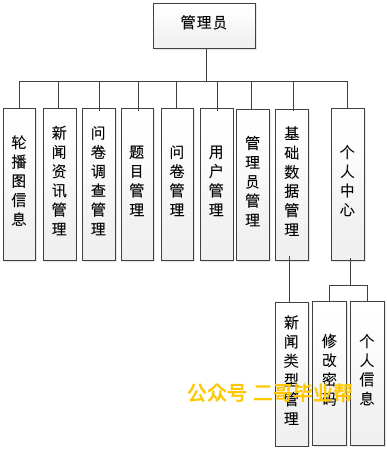 管理员
轮播图信息
新闻资讯管理
问卷调查管理
题目管理
问卷管理
用户管理
管理员管理
基础数据管理
个人中心
新闻类型管理
修改密码
个人信息
公众号 二哥毕业帮